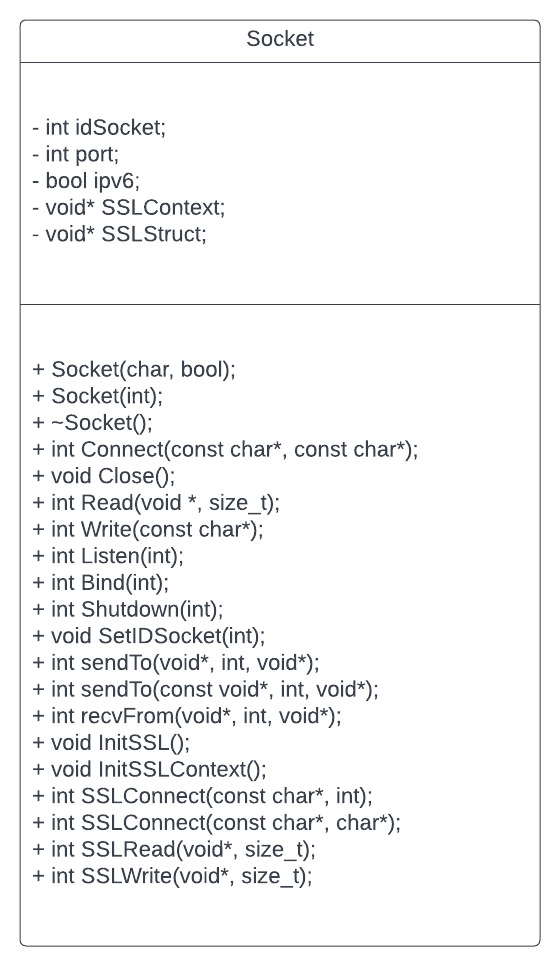 Socket
- int idSocket;
- int port;
- bool ipv6;
- void* SSLContext;
- void* SSLStruct;
+ Socket(char, bool);
+ Socket(int);
+ ~Socket();
+ int Connect(const char*, const char*);
+ void Close();
+ int Read(void *, size_t);
+ int Write(const char*);
+ int Listen(int);
+ int Bind(int);
+ int Shutdown(int);
+ void SetIDSocket(int);
+ int sendTo(void*, int, void*);
+ int sendTo(const void*, int, void*);
+ int recvFrom(void*, int, void*);
+ void InitSSL();
+ void InitSSLContext();
+ int SSLConnect(const char*, int);
+ int SSLConnect(const char*, char*);
+ int SSLRead(void*, size_t);
+ int SSLWrite(void*, size_t);